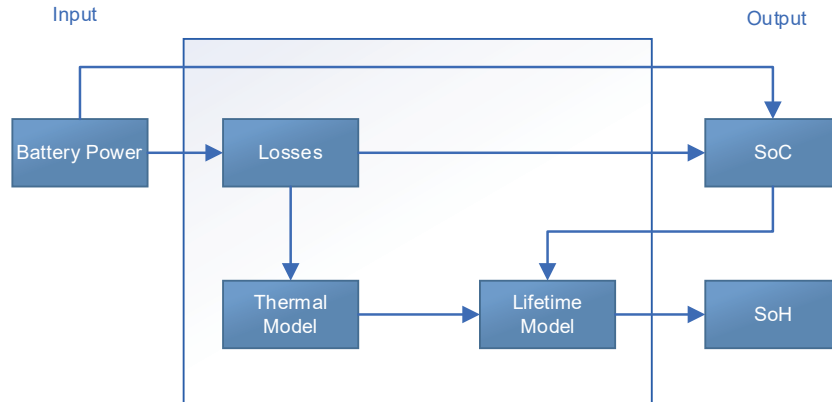 Input
Output
Battery Power
Losses
SoC
Thermal
Model
Lifetime
Model
SoH